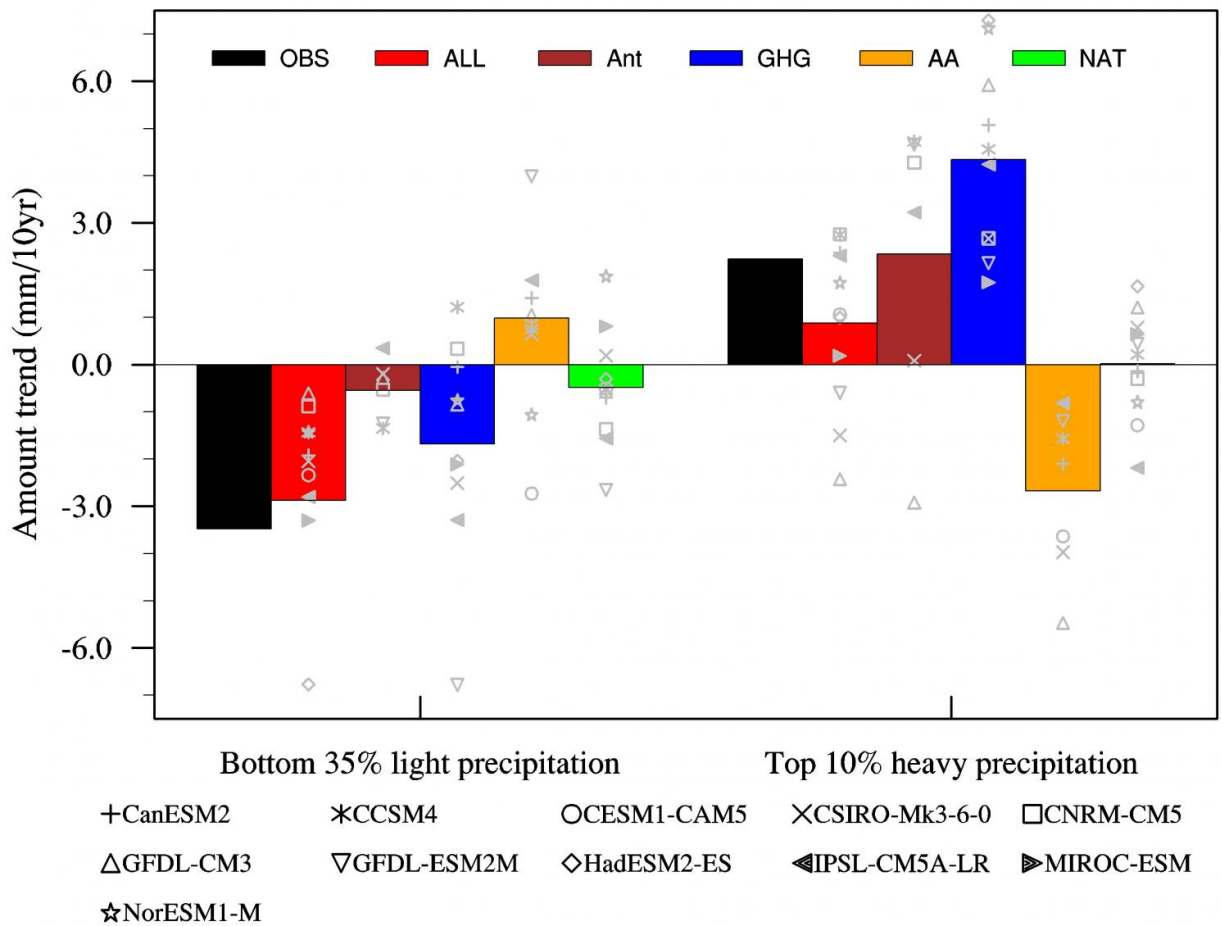 OBS ALL Ant GHG AA NAT
6.0
3.0
0.0
-3.0
-6.0
Amount trend (mm/10yr)
Bottom 35% light precipitation Top 10% heavy precipitation
CanESM2 CCSM4 CESM1-CAM5 CSIRO-Mk3-6-0 CNRM-CM5
GFDL-CM3 GFDL-ESM2M HadESM2-ES IPSL-CM5A-LR MIROC-ESM
NorESM1-M